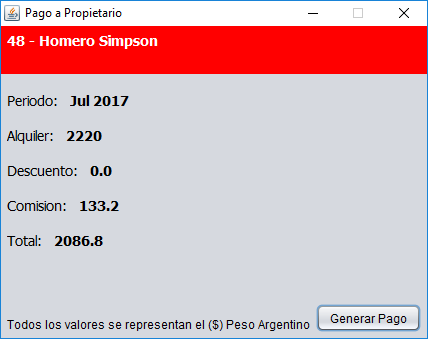 Pago a Propietario
48 - Homero Simpson
Periodo: Jul 2017
Alquiler: 2220
Descuento: 0.0
Comision: 133.2
Total: 2086.8
Todos los valores se representan el ($) Peso Argentino
Generar Pago